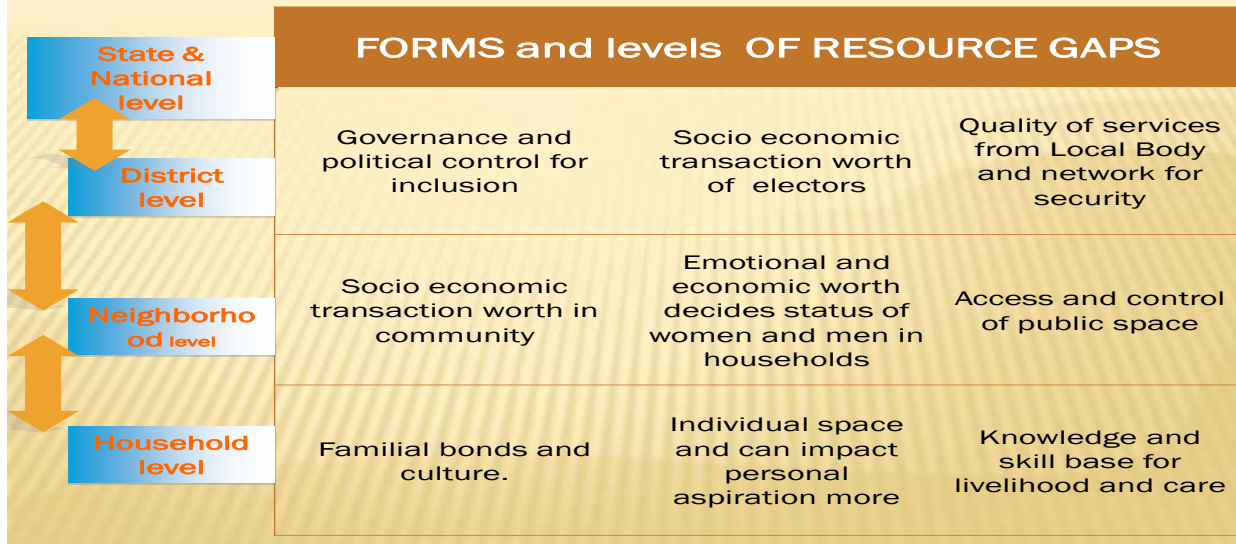 FORMS and levels OF RESOURCE GAPS
State &
National
level
District
level
Governance and
political control for
inclusion
Socio economic
transaction worth
of electors
Quality of services
from Local Body
and network for
security
Neighborho
od level
Socio economic
transaction worth in
community
Emotional and
economic worth
decides status of
women and men in
households
Access and control
of public space
Household
level
Familial bonds and
culture.
Individual space
and can impact
personal
aspiration more
Knowledge and
skill base for
livelihood and care